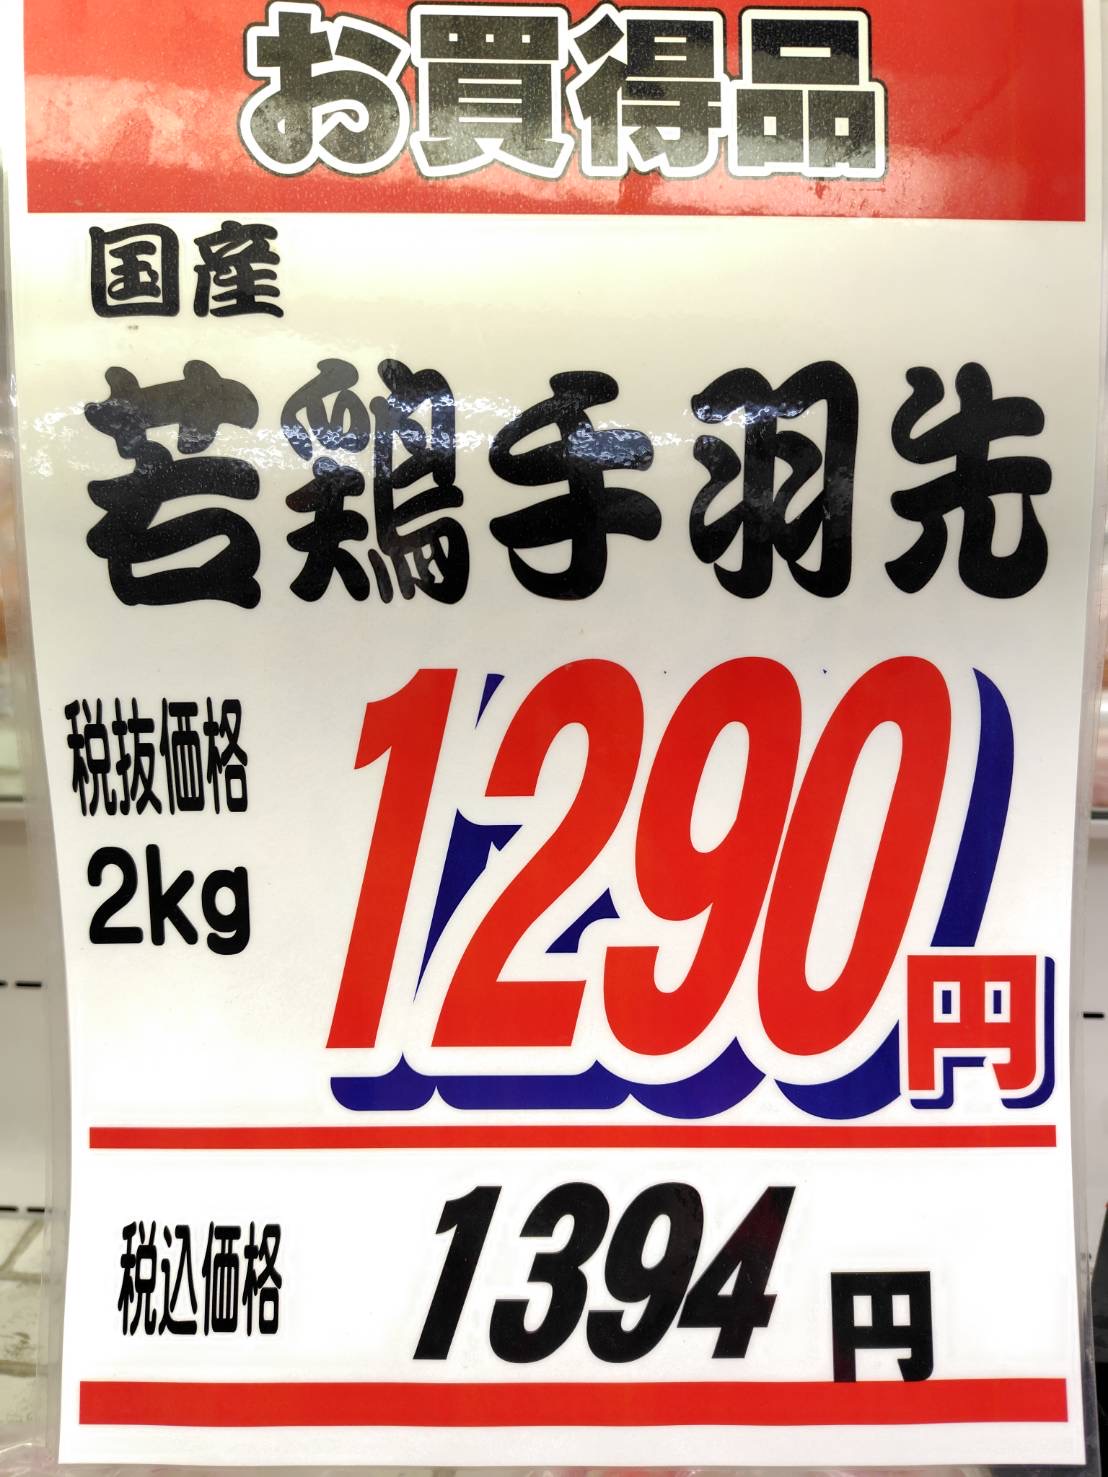 お買得品
国産
若鶏手羽先
税抜価格
2kg
1290円
税込価格
1394円